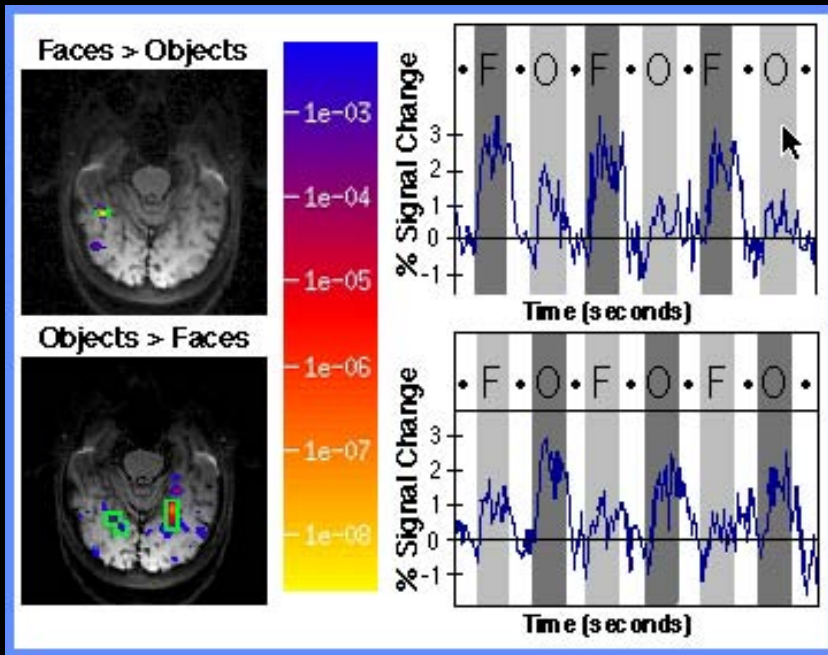 Faces > Objects
1e-03
1e-04
1e-05
1e-06
1e-07
1e-08
Objects > Faces
• F • O • F • O • F • O •
% Signal Change
3
2
1
0
-1
Time (seconds)
• F • O • F • O • F • O •
% Signal Change
3
2
1
0
-1
Time (seconds)